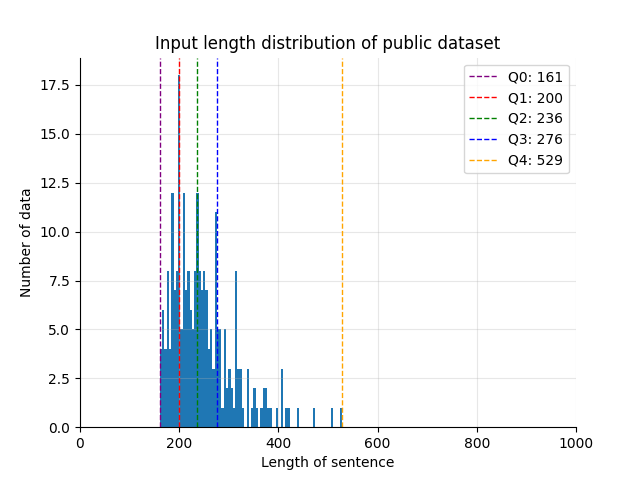 Input length distribution of public dataset
Q0: 161
Q1: 200
Q2: 236
Q3: 276
Q4: 529
Number of data
17.5
15.0
12.5
10.0
7.5
5.0
2.5
0.0
0 200 400 600 800 1000
Length of sentence